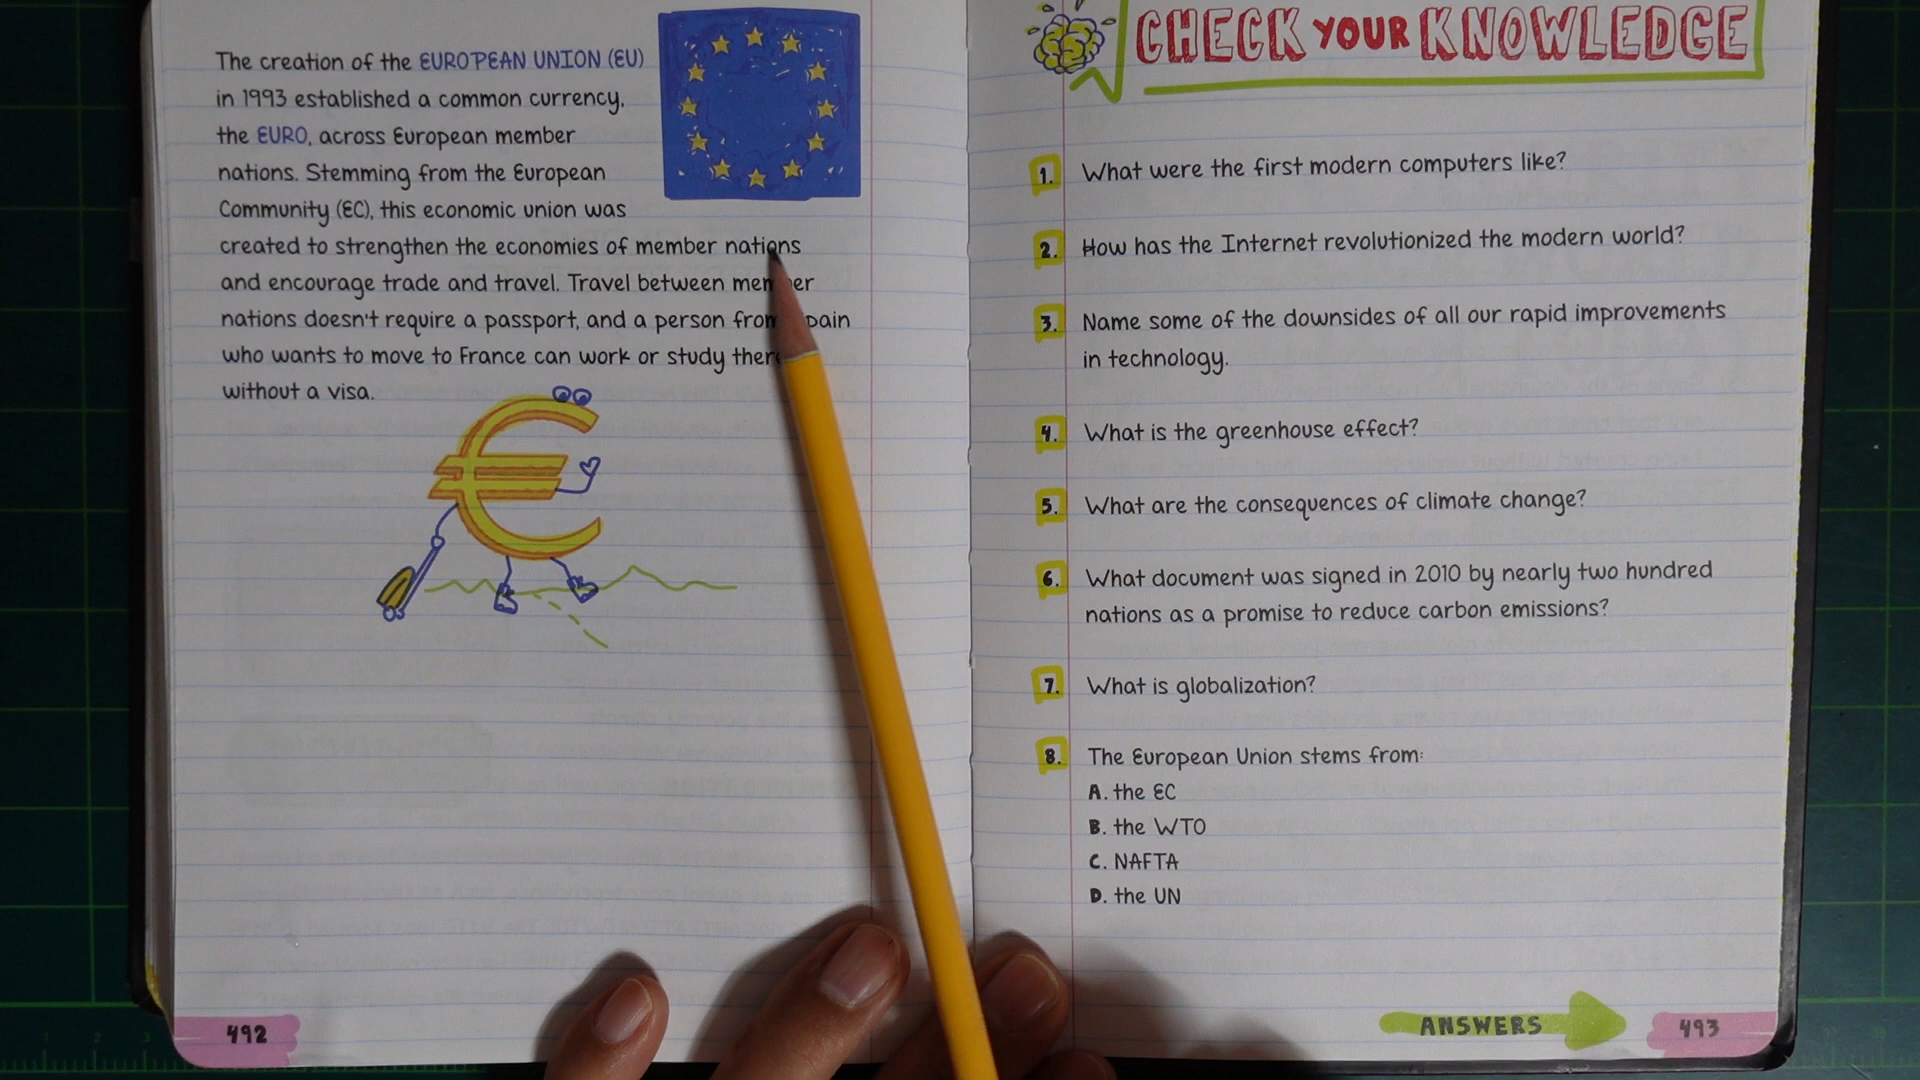 The creation of the EUROPEAN UNION (EU)
in 1993 established a common currency,
the EURO, across European member
nations. Stemming from the European
Community (EC), this economic union was
created to strengthen the economies of member nations
and encourage trade and travel. Travel between member
nations doesn't require a passport, and a person from Spain
who wants to move to France can work or study there
without a visa.
€
492
CHECK YOUR KNOWLEDGE
1. What were the first modern computers like?
2. How has the Internet revolutionized the modern world?
3. Name some of the downsides of all our rapid improvements
in technology.
4. What is the greenhouse effect?
5. What are the consequences of climate change?
6. What document was signed in 2010 by nearly two hundred
nations as a promise to reduce carbon emissions?
7. What is globalization?
8. The European Union stems from:
A. the EC
B. the WTO
C. NAFTA
D. the UN
ANSWERS
493